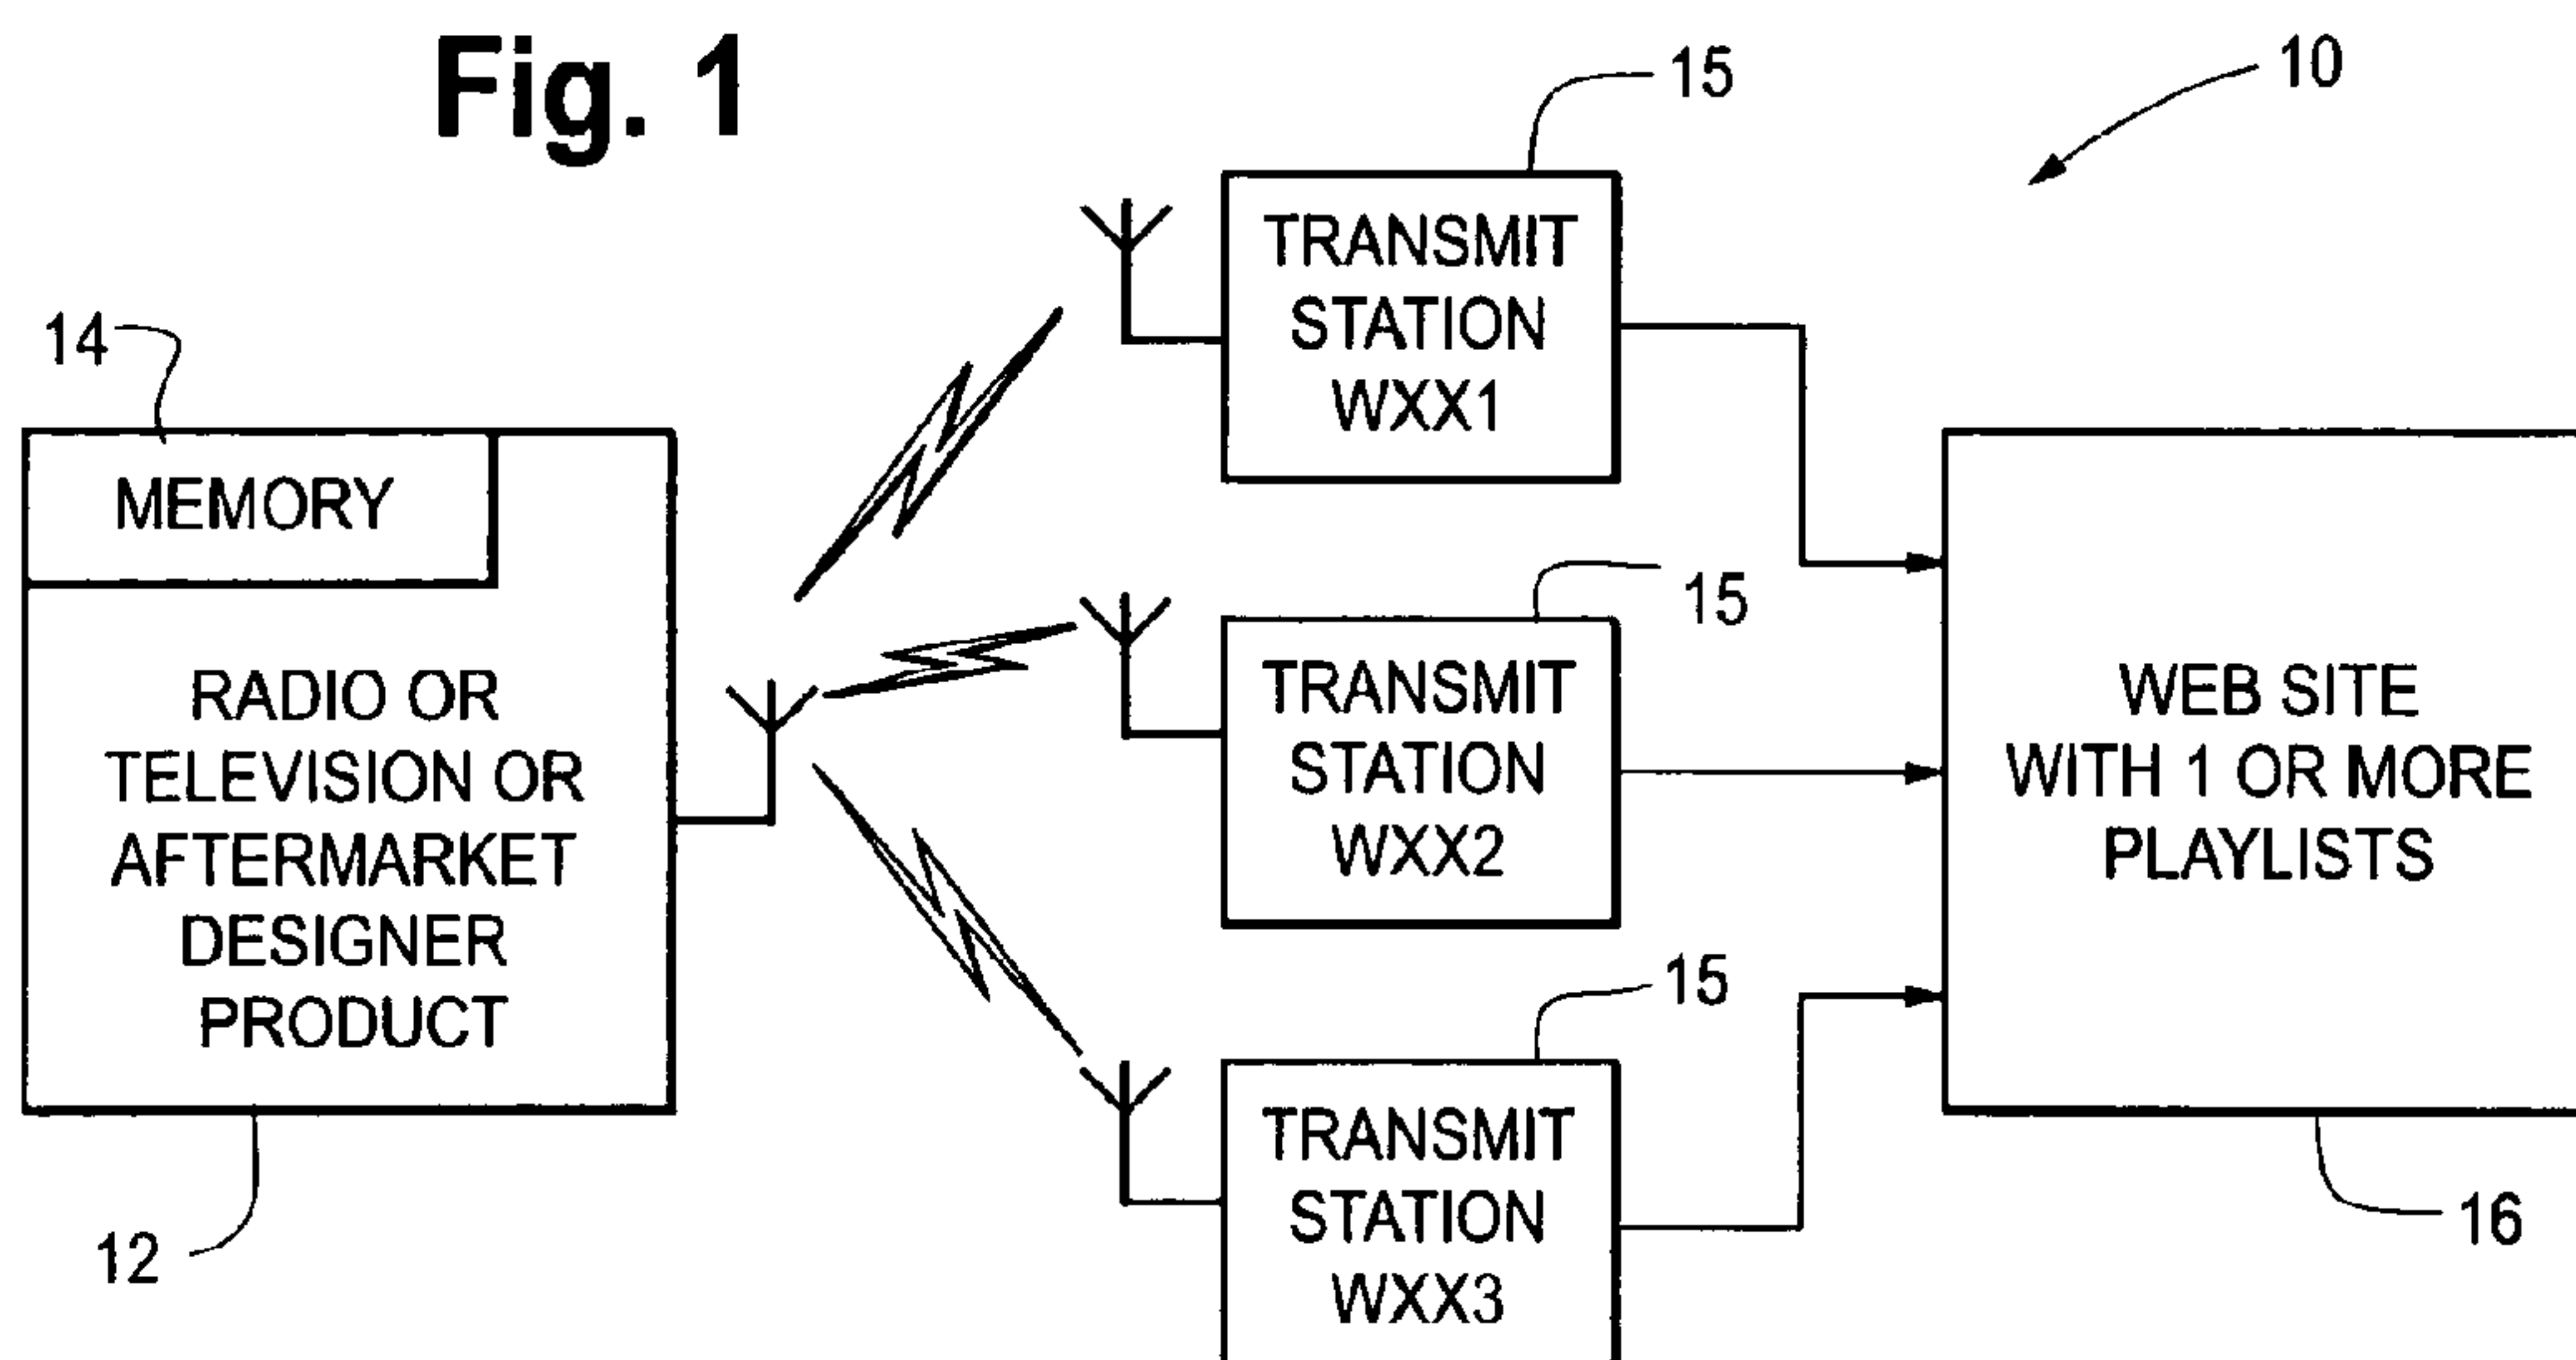 Fig. 1
15
10
TRANSMIT
STATION
WXX1
14
MEMORY
RADIO OR
TELEVISION OR
AFTERMARKET
DESIGNER
PRODUCT
12
15
TRANSMIT
STATION
WXX2
15
TRANSMIT
STATION
WXX3
WEB SITE
WITH 1 OR MORE
PLAYLISTS
16